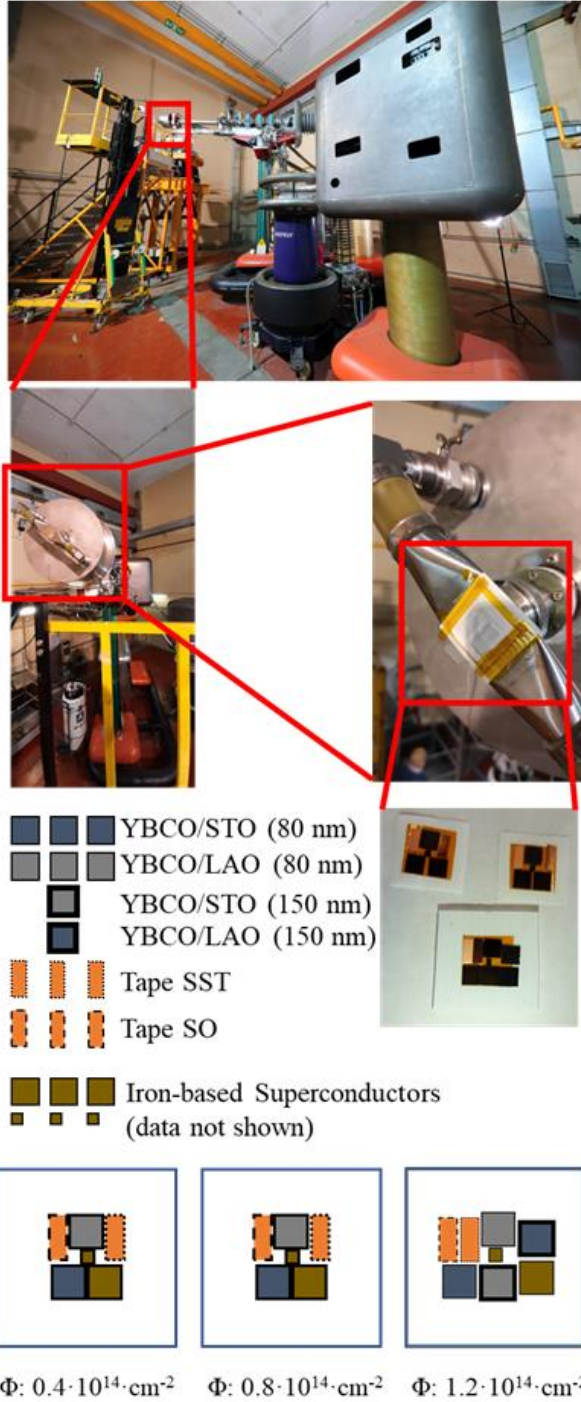 YBCO/STO (80 nm)
YBCO/LAO (80 nm)
YBCO/STO (150 nm)
YBCO/LAO (150 nm)
Tape SST
Tape SO
Iron-based Superconductors
(data not shown)
Φ: 0.4·10¹⁴·cm⁻² Φ: 0.8·10¹⁴·cm⁻² Φ: 1.2·10¹⁴·cm⁻²